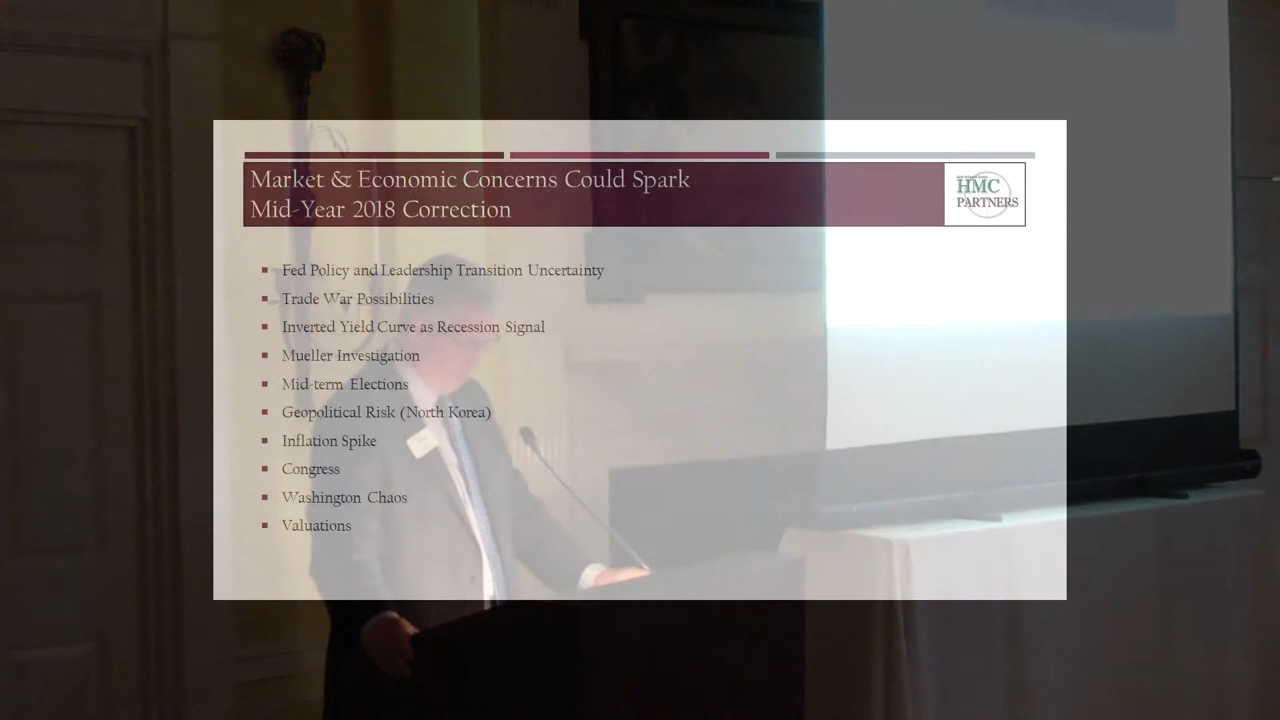 Market & Economic Concerns Could Spark
Mid-Year 2018 Correction
HMC
PARTNERS
Fed Policy and Leadership Transition Uncertainty
Trade War Possibilities
Inverted Yield Curve as Recession Signal
Mueller Investigation
Mid-term Elections
Geopolitical Risk (North Korea)
Inflation Spike
Congress
Washington Chaos
Valuations